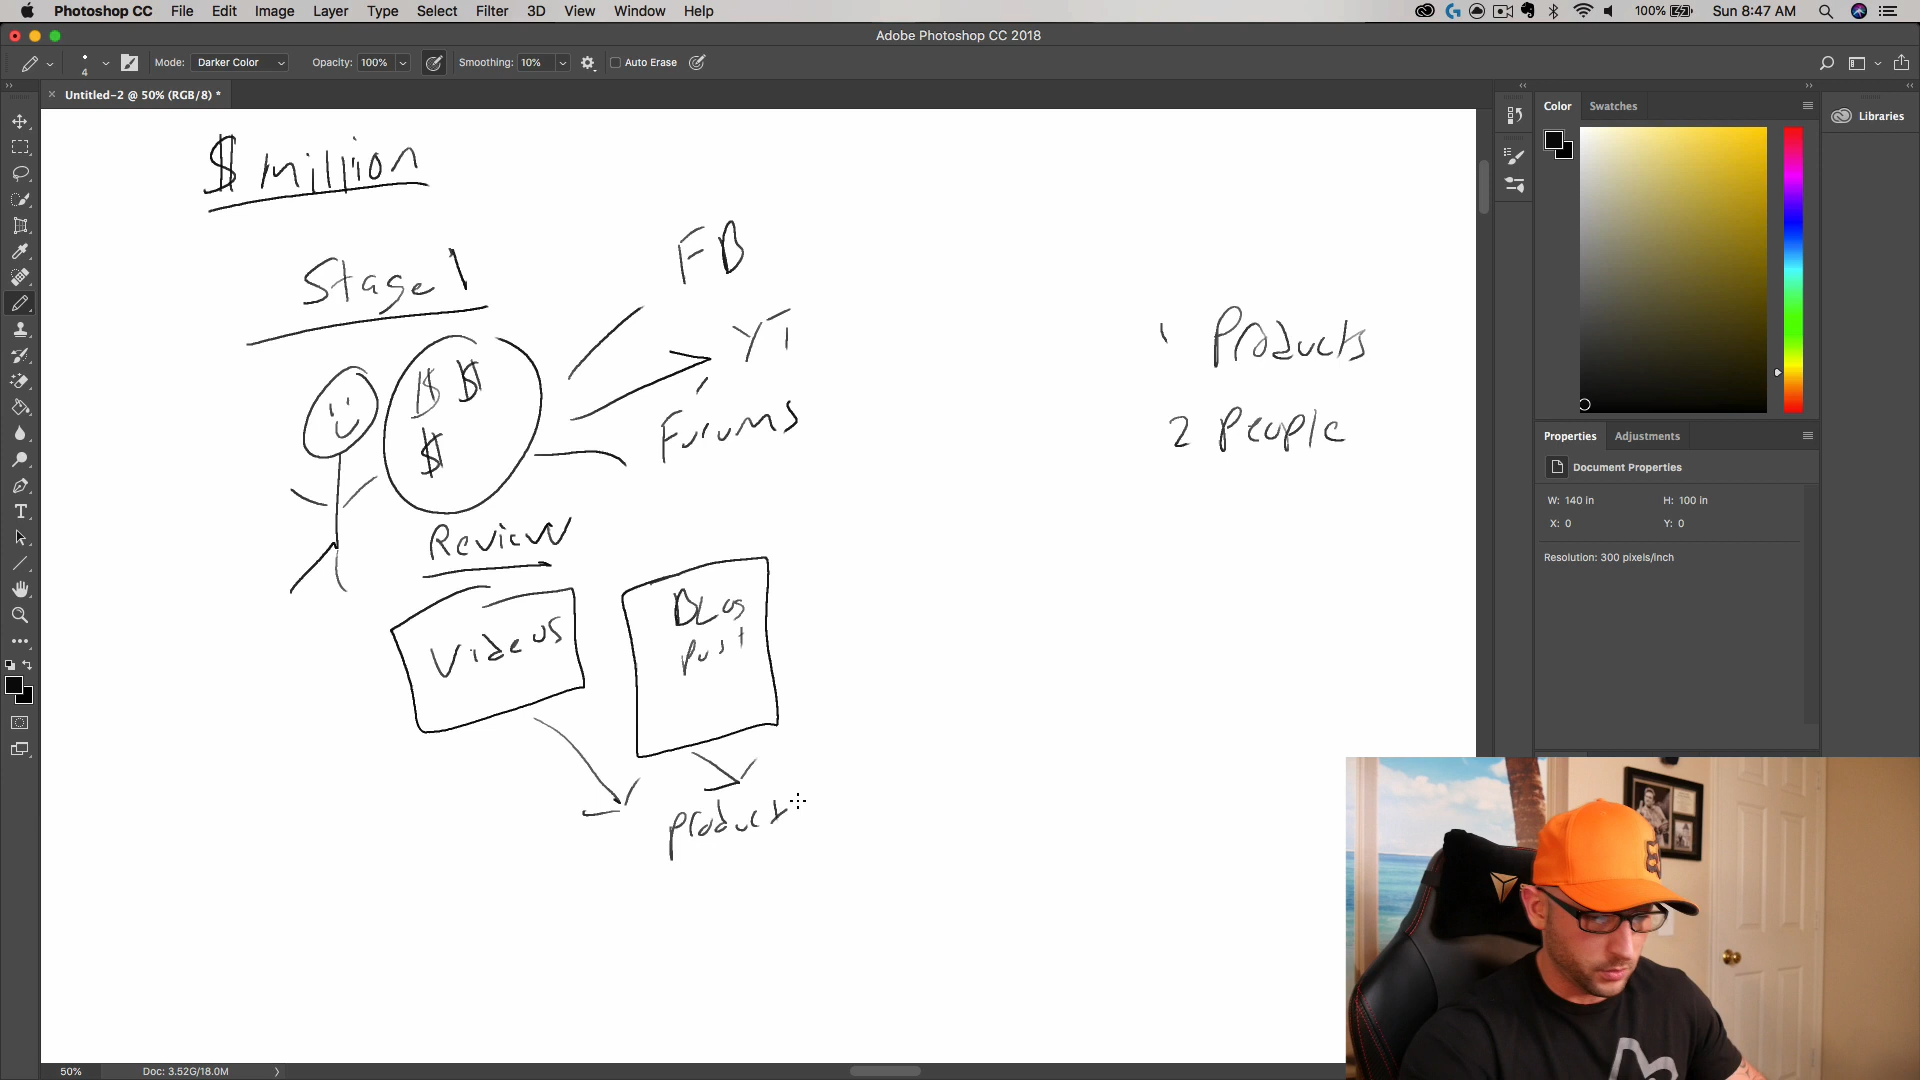 Photoshop CC File Edit Image Layer Type Select Filter 3D View Window Help 100% Sun 8:47 AM
Adobe Photoshop CC 2018
4 Mode: Darker Color Opacity: 100% Smoothing: 10% Auto Erase
Untitled-2 @ 50% (RGB/8) *
Color Swatches
Libraries
$ million
Stage 1
FB
YT
Forums
$ $
$
Review
Videos
BLog
Post
product
1 Products
2 People
Properties Adjustments
Document Properties
W: 140 in H: 100 in
X: 0 Y: 0
Resolution: 300 pixels/inch
50% Doc: 3.52G/18.0M